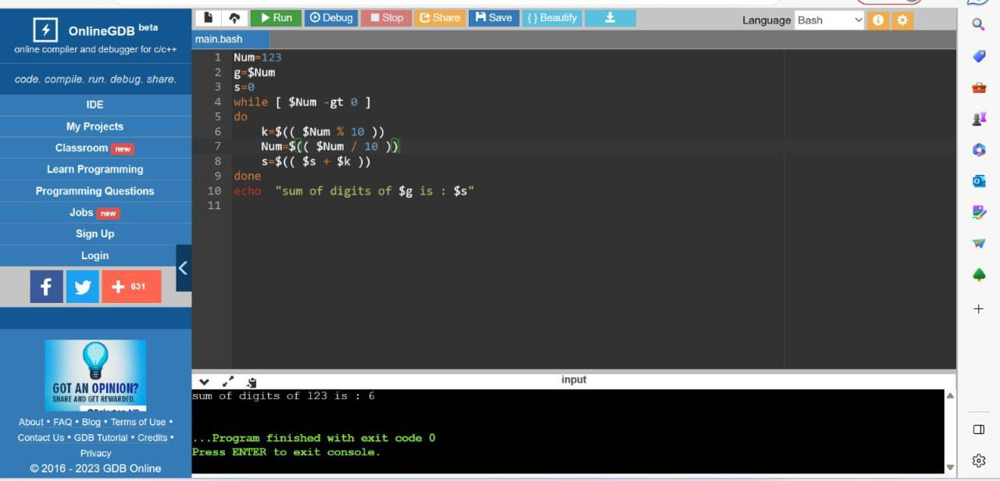 OnlineGDB beta
online compiler and debugger for c/c++
code. compile. run. debug. share.
IDE
My Projects
Classroom new
Learn Programming
Programming Questions
Jobs new
Sign Up
Login
f
+ 631
GOT AN OPINION?
SHARE AND GET REWARDED.
About • FAQ • Blog • Terms of Use •
Contact Us • GDB Tutorial • Credits •
Privacy
© 2016 - 2023 GDB Online
Run Debug Stop Share Save { } Beautify
Language Bash
main.bash
1 Num=123
2 g=$Num
3 s=0
4 while [ $Num -gt 0 ]
5 do
6 k=$(( $Num % 10 ))
7 Num=$(( $Num / 10 ))
8 s=$(( $s + $k ))
9 done
10 echo "sum of digits of $g is : $s"
11
input
sum of digits of 123 is : 6
...Program finished with exit code 0
Press ENTER to exit console.